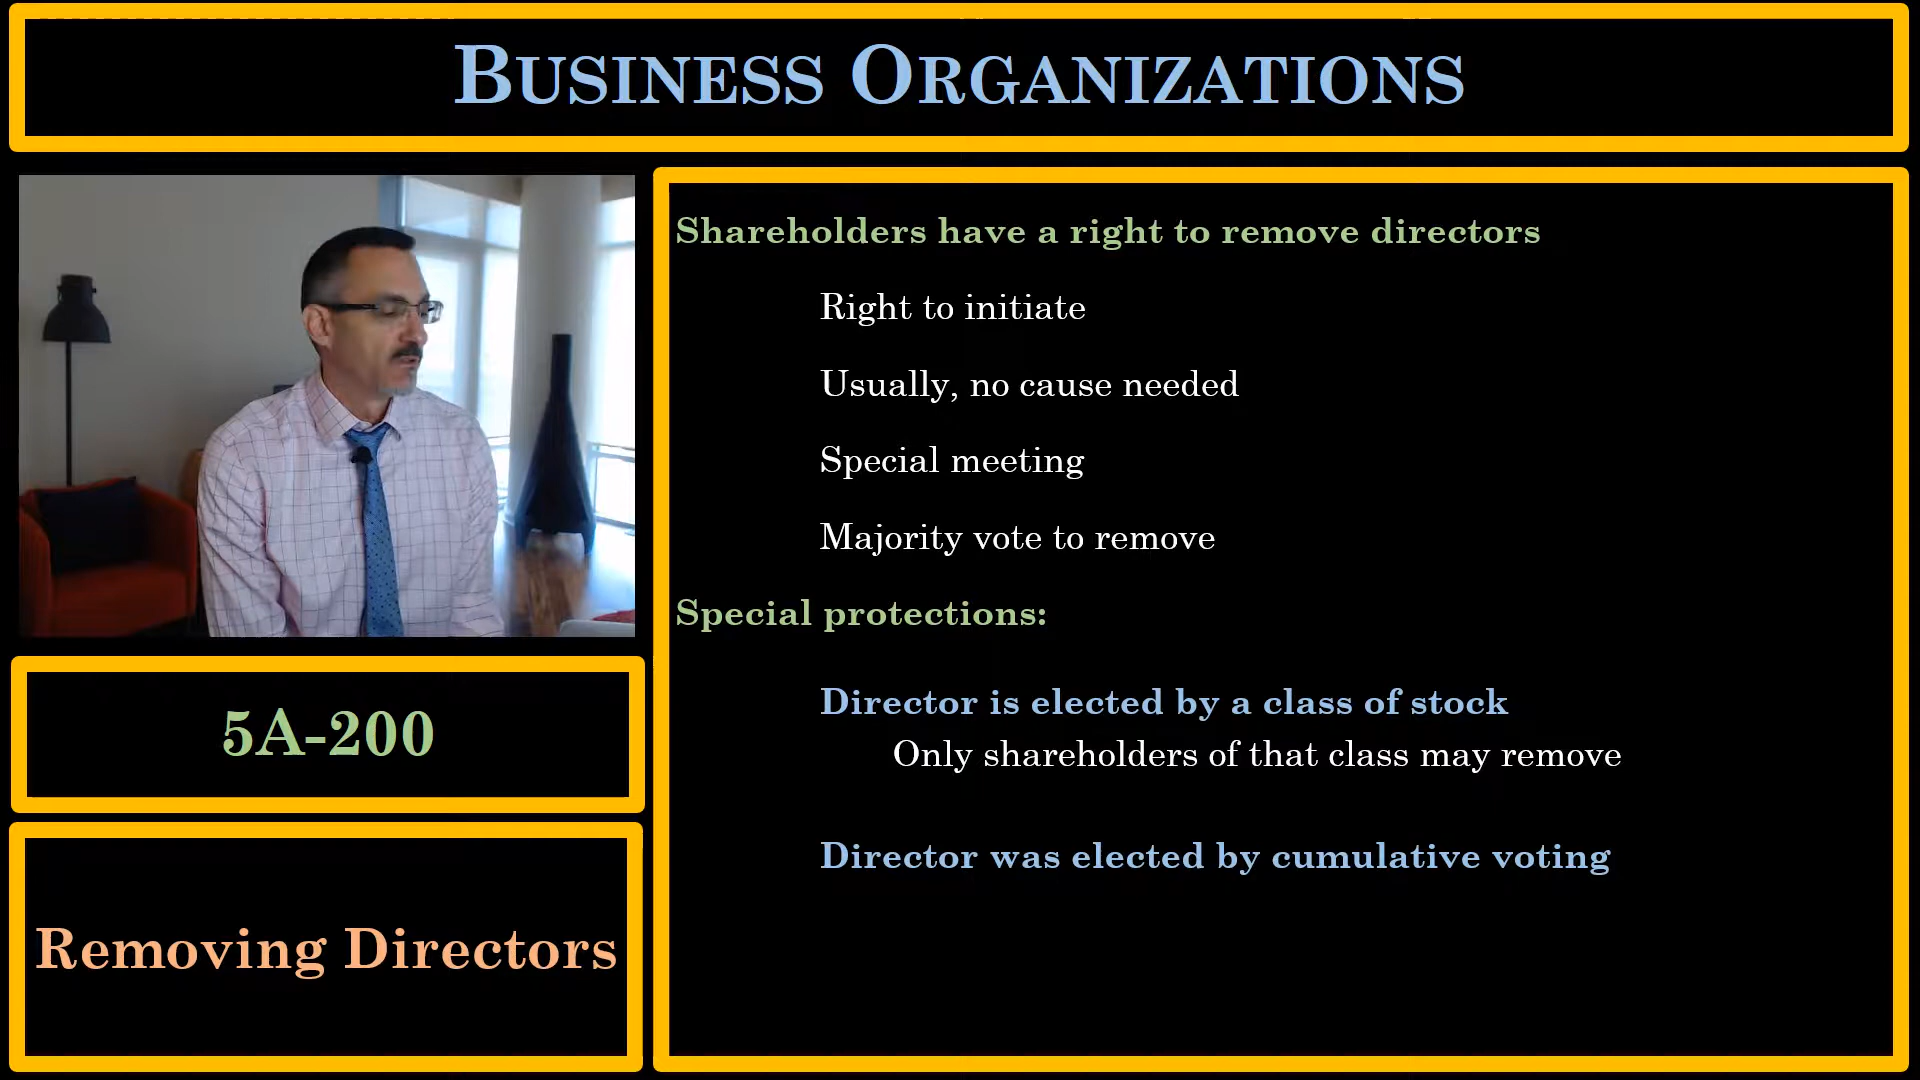 BUSINESS ORGANIZATIONS
Shareholders have a right to remove directors
Right to initiate
Usually, no cause needed
Special meeting
Majority vote to remove
Special protections:
Director is elected by a class of stock
Only shareholders of that class may remove
Director was elected by cumulative voting
5A-200
Removing Directors